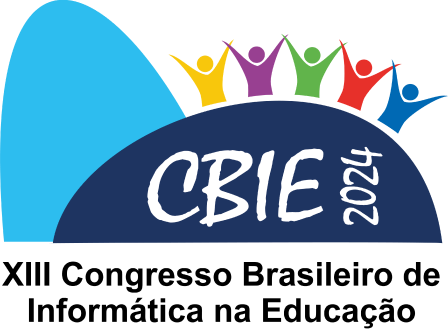 CBIE 2024
XIII Congresso Brasileiro de
Informática na Educação